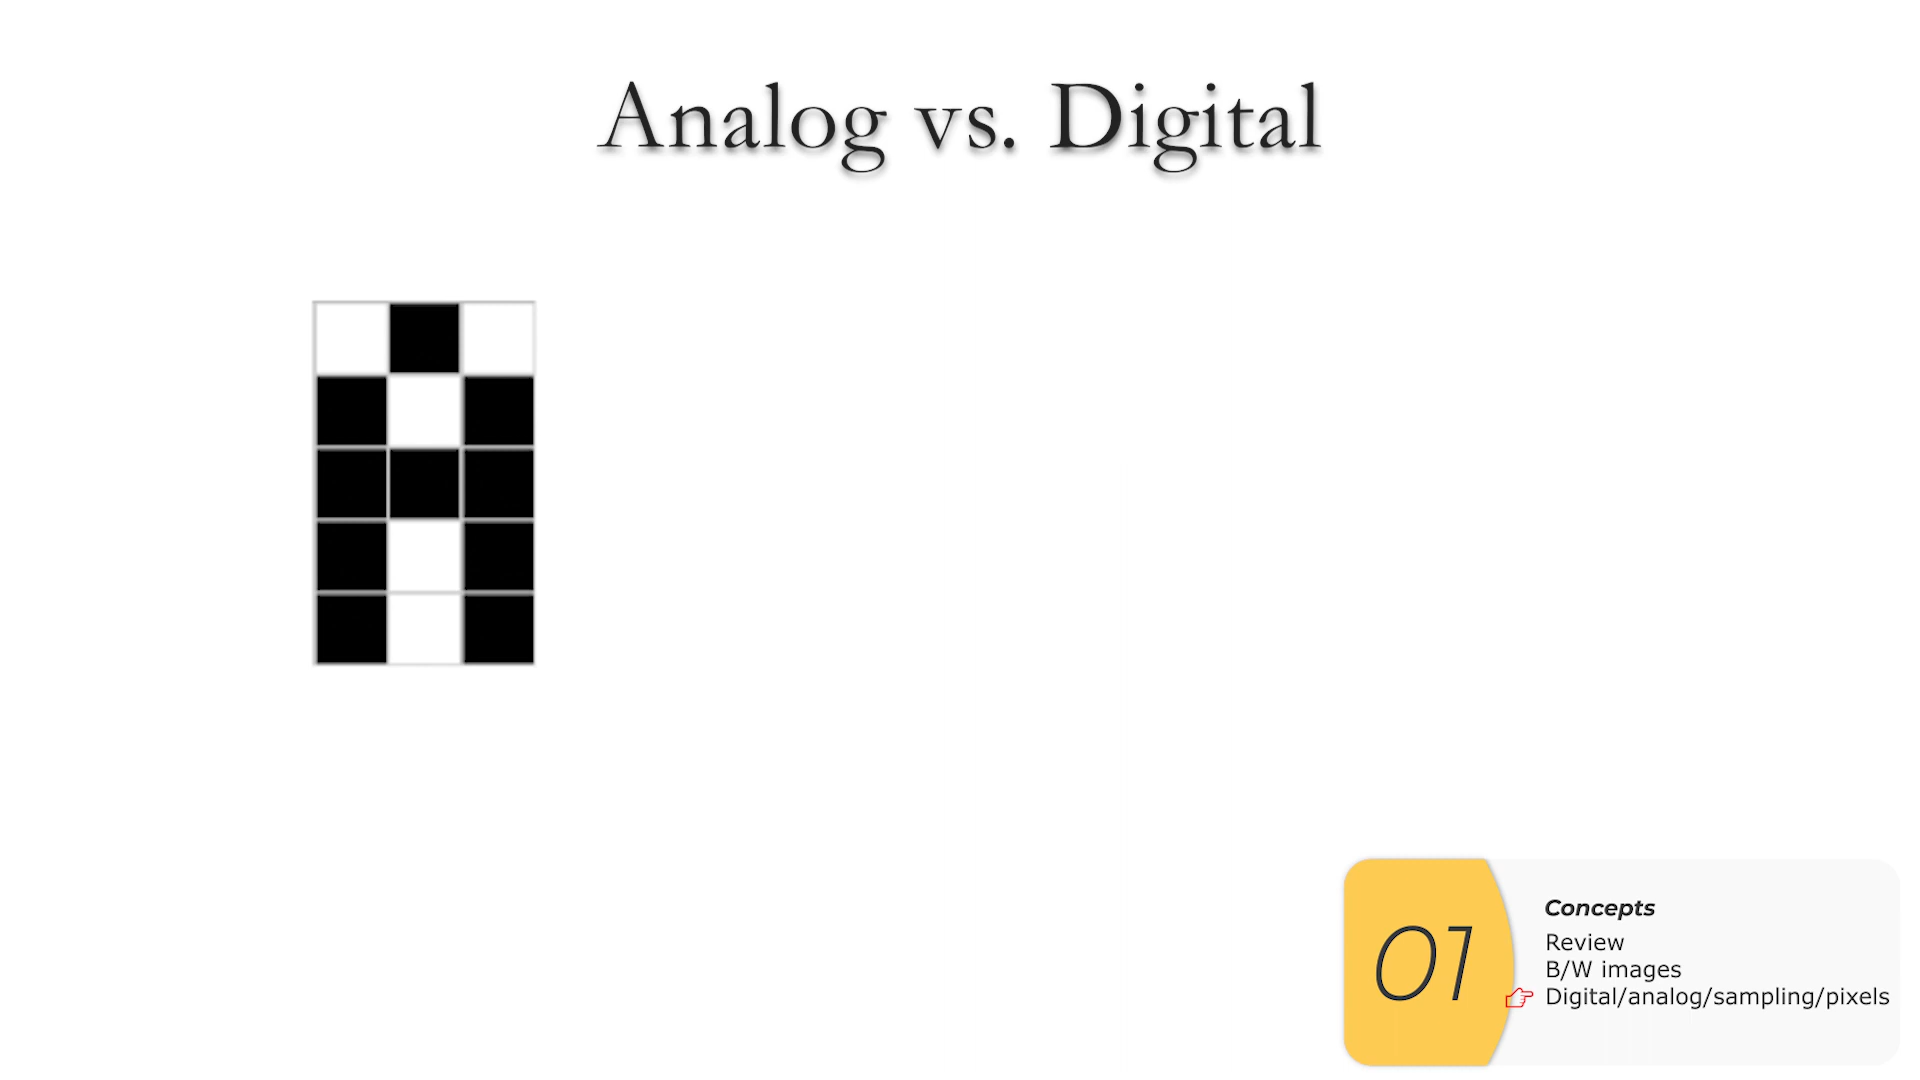 Analog vs. Digital
01
Concepts
Review
B/W images
Digital/analog/sampling/pixels